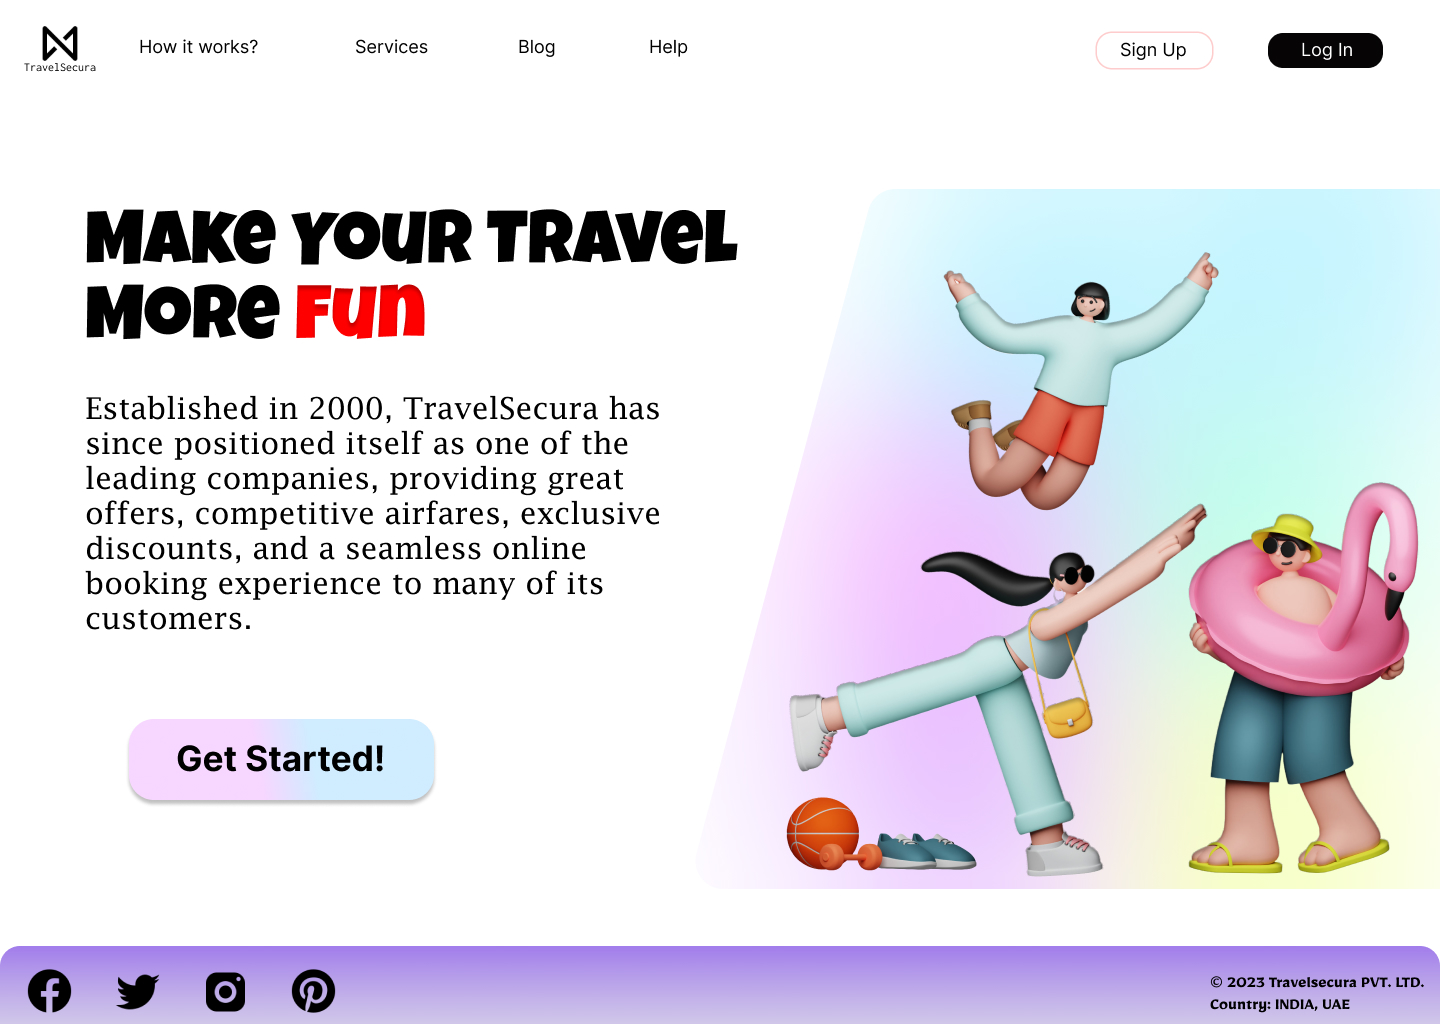 TravelSecura
How it works?
Services
Blog
Help
Sign Up
Log In
Make Your Travel
More Fun
Established in 2000, TravelSecura has
since positioned itself as one of the
leading companies, providing great
offers, competitive airfares, exclusive
discounts, and a seamless online
booking experience to many of its
customers.
Get Started!
© 2023 Travelsecura PVT. LTD.
Country: INDIA, UAE